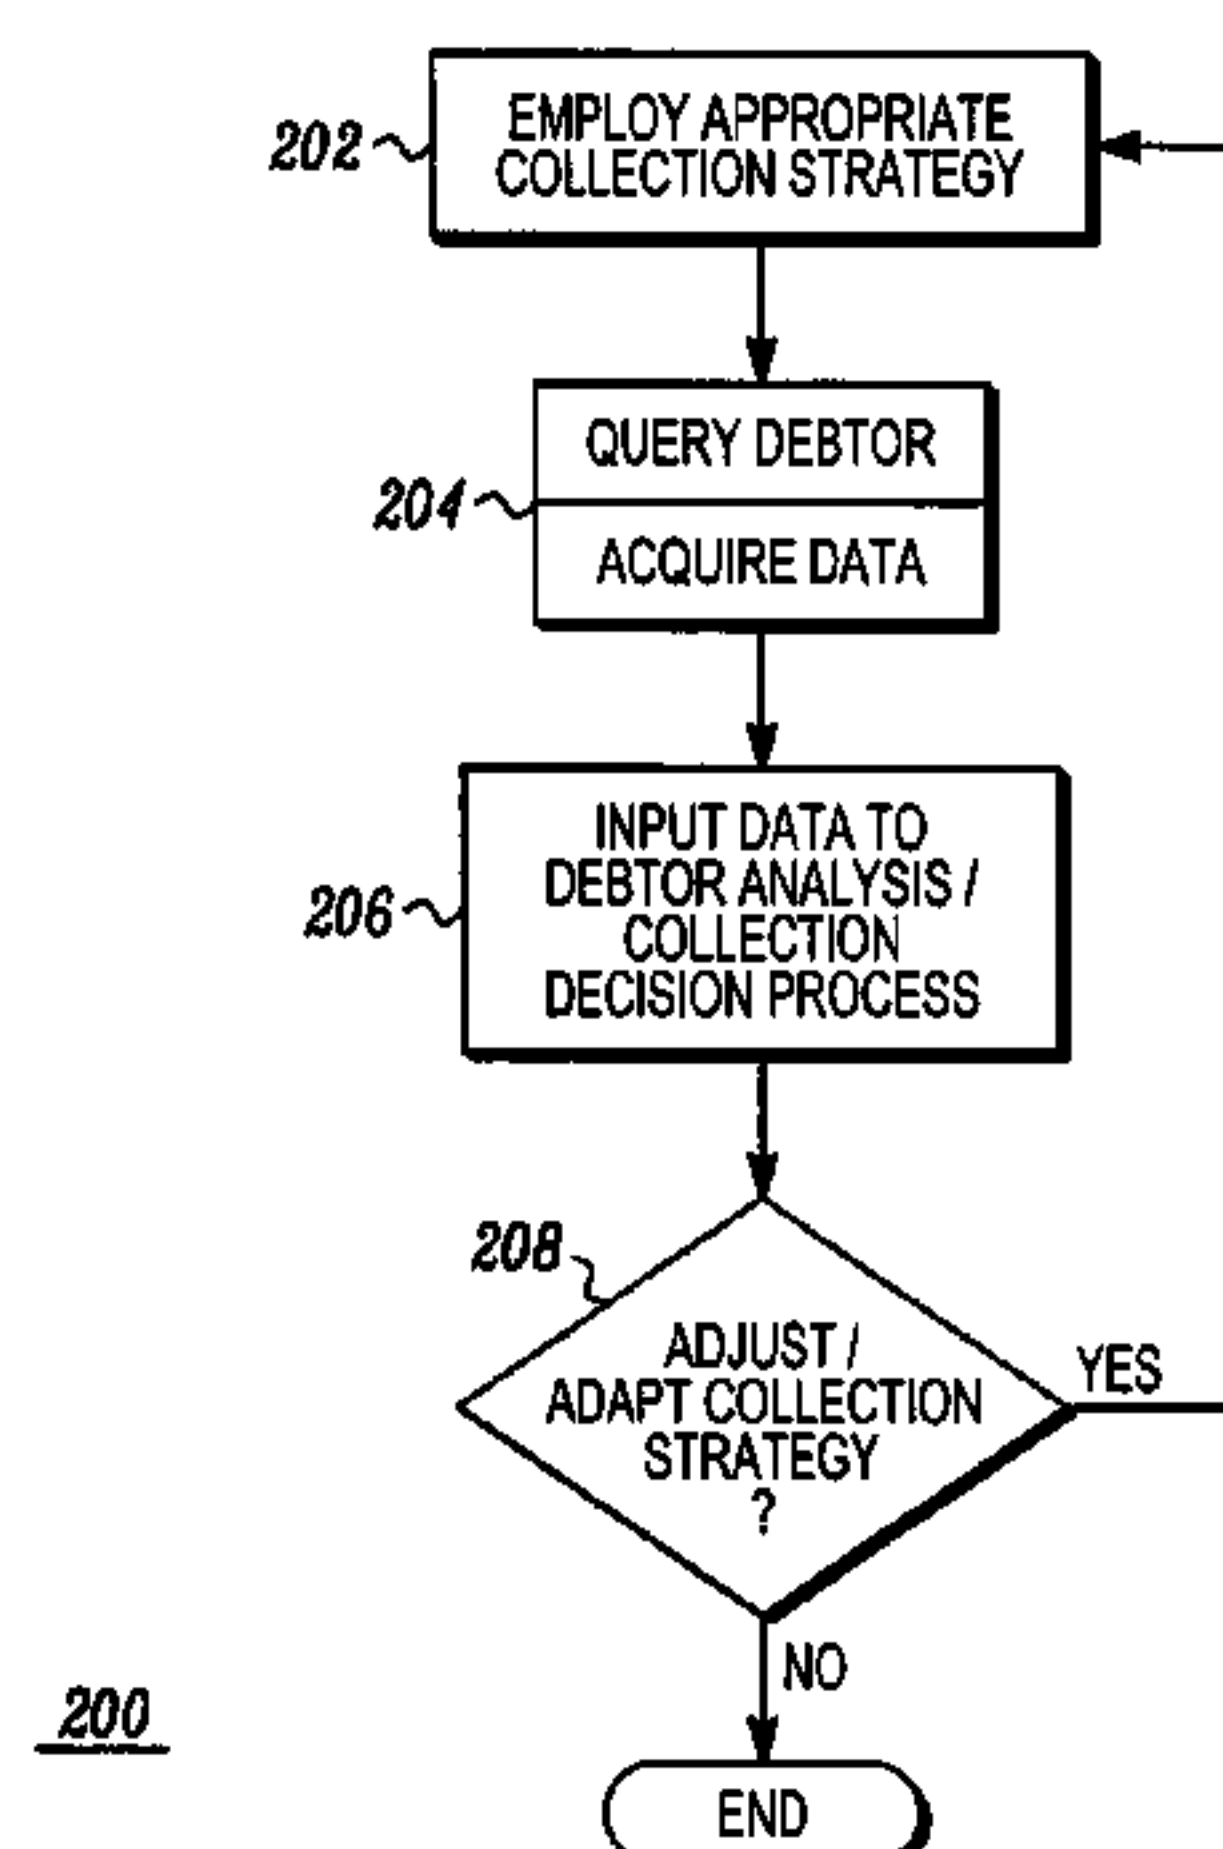 202
EMPLOY APPROPRIATE
COLLECTION STRATEGY
QUERY DEBTOR
204
ACQUIRE DATA
206
INPUT DATA TO
DEBTOR ANALYSIS /
COLLECTION
DECISION PROCESS
208
ADJUST /
ADAPT COLLECTION
STRATEGY
?
YES
NO
200
END